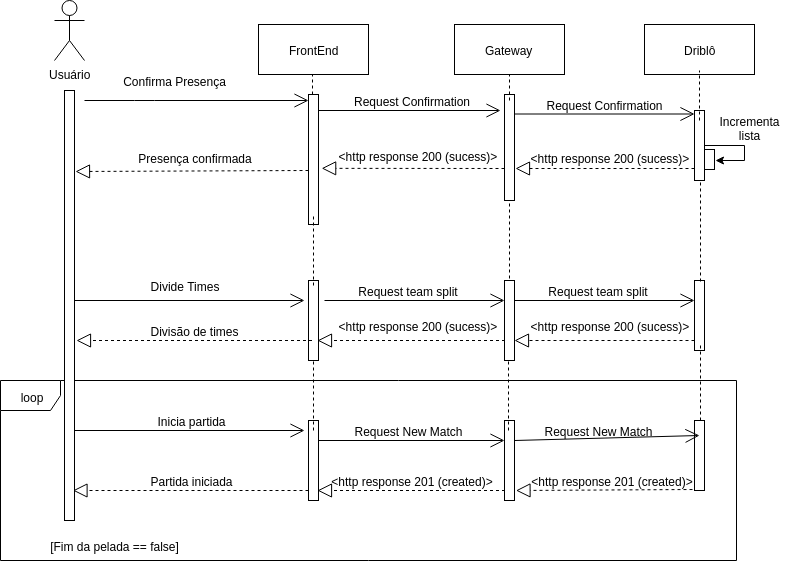 Usuário
FrontEnd
Gateway
Driblô
Confirma Presença
Request Confirmation
Request Confirmation
Incrementa
lista
Presença confirmada
<http response 200 (sucess)>
<http response 200 (sucess)>
Divide Times
Request team split
Request team split
Divisão de times
<http response 200 (sucess)>
<http response 200 (sucess)>
loop
Inicia partida
Request New Match
Request New Match
Partida iniciada
<http response 201 (created)>
<http response 201 (created)>
[Fim da pelada == false]